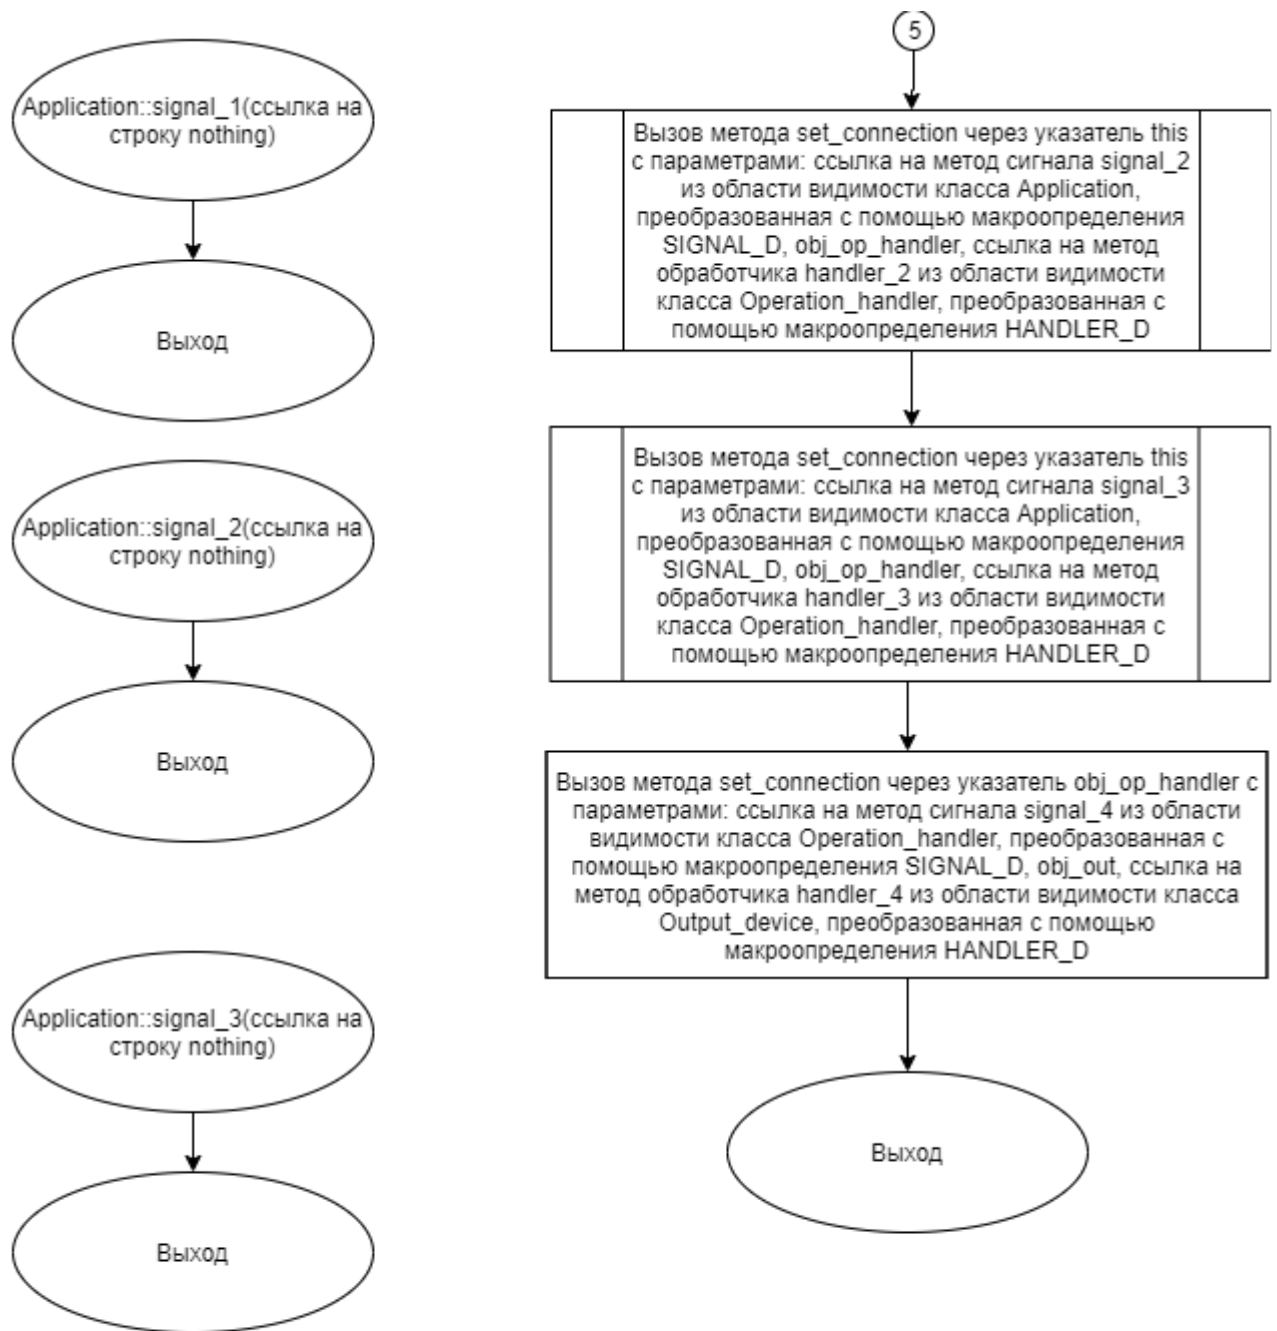 Application::signal_1(ссылка на
строку nothing)
Выход
Application::signal_2(ссылка на
строку nothing)
Выход
Application::signal_3(ссылка на
строку nothing)
Выход
5
Вызов метода set_connection через указатель this
с параметрами: ссылка на метод сигнала signal_2
из области видимости класса Application,
преобразованная с помощью макроопределения
SIGNAL_D, obj_op_handler, ссылка на метод
обработчика handler_2 из области видимости
класса Operation_handler, преобразованная с
помощью макроопределения HANDLER_D
Вызов метода set_connection через указатель this
с параметрами: ссылка на метод сигнала signal_3
из области видимости класса Application,
преобразованная с помощью макроопределения
SIGNAL_D, obj_op_handler, ссылка на метод
обработчика handler_3 из области видимости
класса Operation_handler, преобразованная с
помощью макроопределения HANDLER_D
Вызов метода set_connection через указатель obj_op_handler с
параметрами: ссылка на метод сигнала signal_4 из области
видимости класса Operation_handler, преобразованная с
помощью макроопределения SIGNAL_D, obj_out, ссылка на
метод обработчика handler_4 из области видимости класса
Output_device, преобразованная с помощью
макроопределения HANDLER_D
Выход